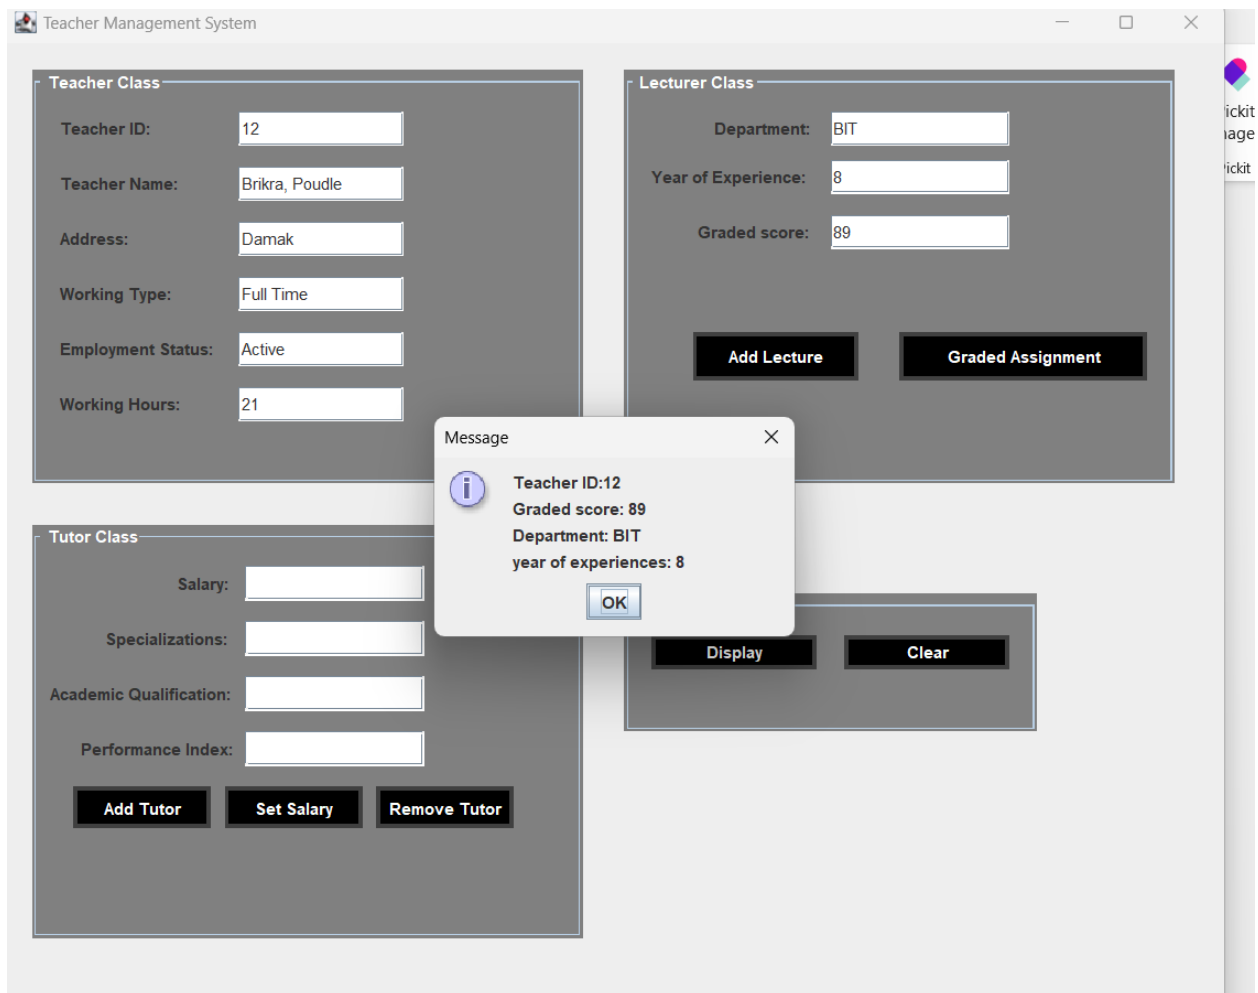 Teacher Management System
Teacher Class
Teacher ID: 12
Teacher Name: Brikra, Poudle
Address: Damak
Working Type: Full Time
Employment Status: Active
Working Hours: 21
Lecturer Class
Department: BIT
Year of Experience: 8
Graded score: 89
Add Lecture Graded Assignment
Message
Teacher ID:12
Graded score: 89
Department: BIT
year of experiences: 8
OK
Tutor Class
Salary:
Specializations:
Academic Qualification:
Performance Index:
Add Tutor Set Salary Remove Tutor
Display Clear
ickit
age
ickit